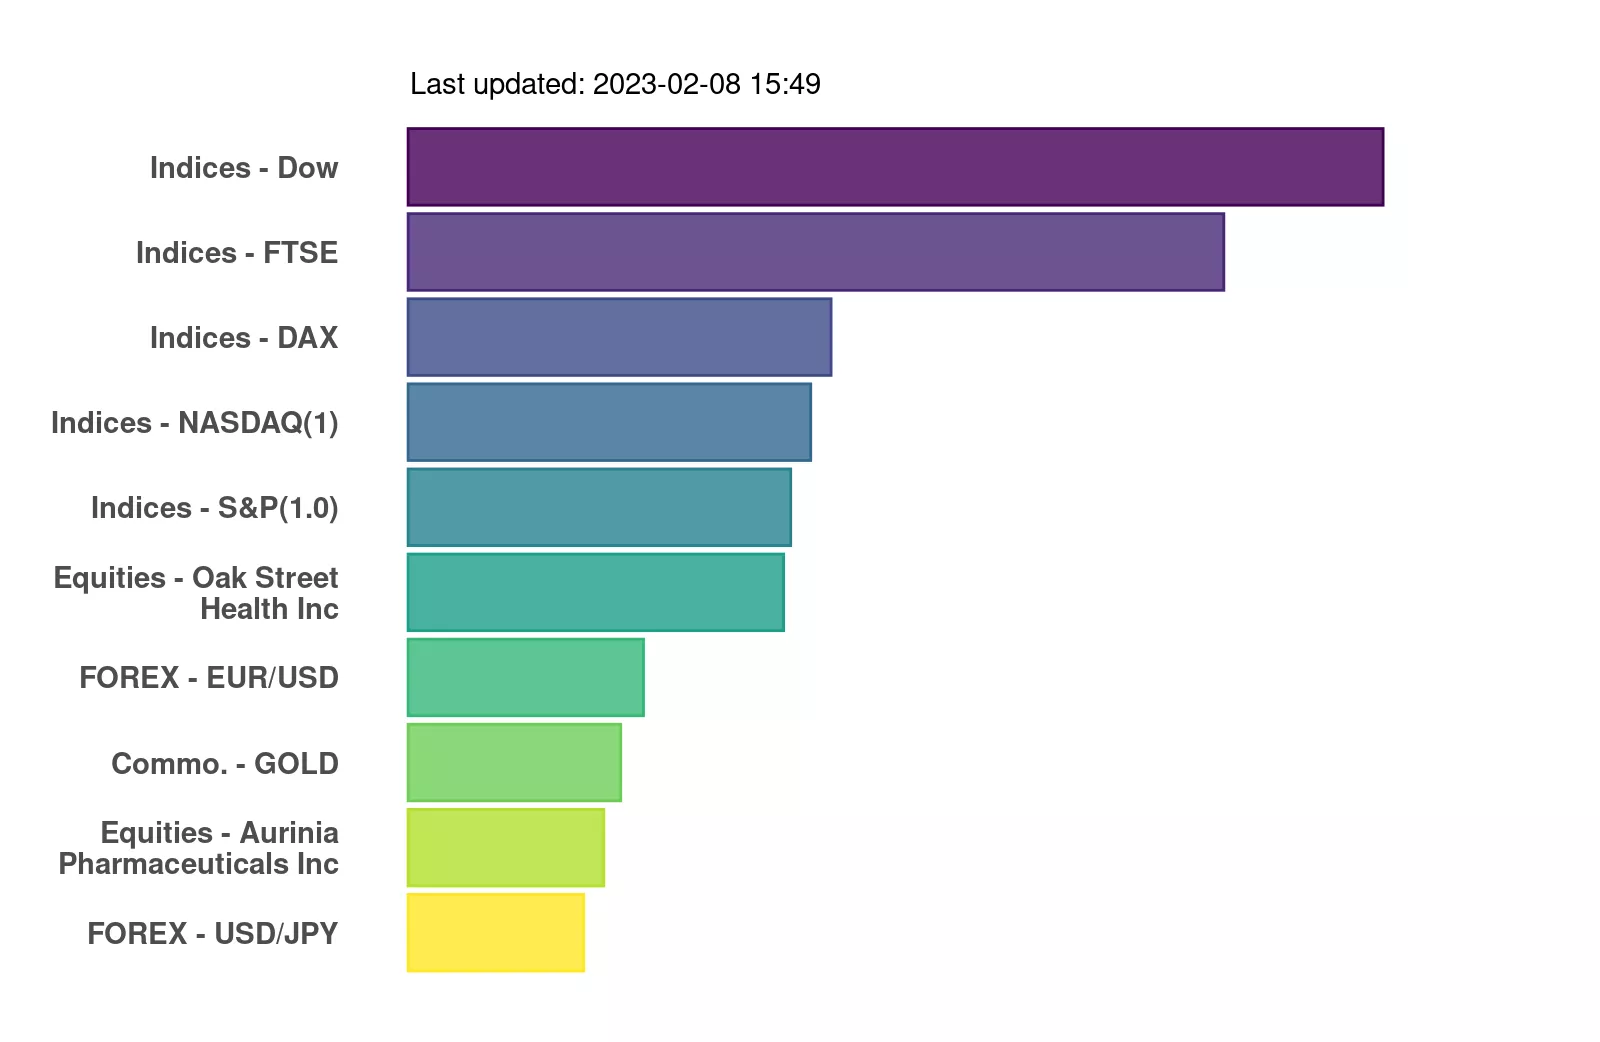 Last updated: 2023-02-08 15:49
Indices - Dow
Indices - FTSE
Indices - DAX
Indices - NASDAQ(1)
Indices - S&P(1.0)
Equities - Oak Street
Health Inc
FOREX - EUR/USD
Commo. - GOLD
Equities - Aurinia
Pharmaceuticals Inc
FOREX - USD/JPY